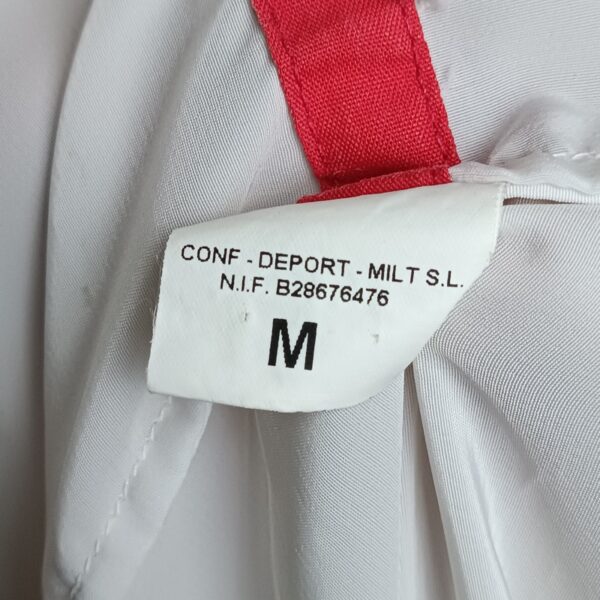 CONF - DEPORT - MILT S.L.
N.I.F. B28676476
M